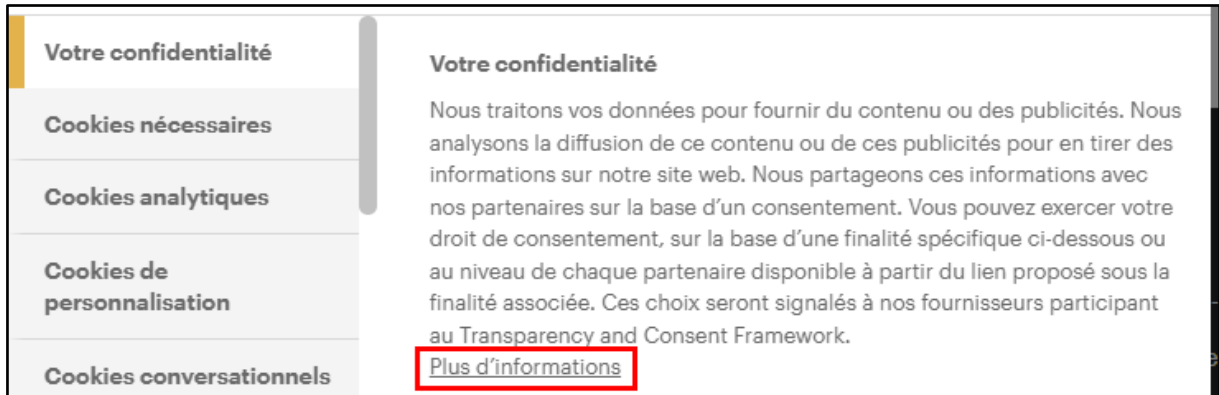 Votre confidentialité
Cookies nécessaires
Cookies analytiques
Cookies de
personnalisation
Cookies conversationnels
Votre confidentialité
Nous traitons vos données pour fournir du contenu ou des publicités. Nous
analysons la diffusion de ce contenu ou de ces publicités pour en tirer des
informations sur notre site web. Nous partageons ces informations avec
nos partenaires sur la base d’un consentement. Vous pouvez exercer votre
droit de consentement, sur la base d’une finalité spécifique ci-dessous ou
au niveau de chaque partenaire disponible à partir du lien proposé sous la
finalité associée. Ces choix seront signalés à nos fournisseurs participant
au Transparency and Consent Framework.
Plus d’informations